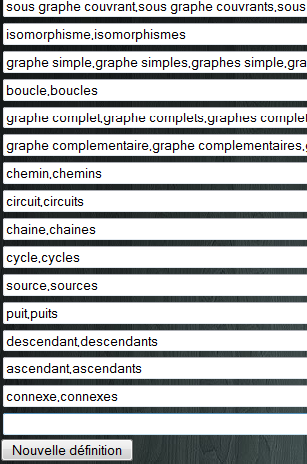 sous graphe couvrant,sous graphe couvrants,sous
isomorphisme,isomorphismes
graphe simple,graphe simples,graphes simple,gra
boucle,boucles
graphe complet,graphe complets,graphes complet
graphe complementaire,graphe complementaires,g
chemin,chemins
circuit,circuits
chaine,chaines
cycle,cycles
source,sources
puit,puits
descendant,descendants
ascendant,ascendants
connexe,connexes
Nouvelle définition